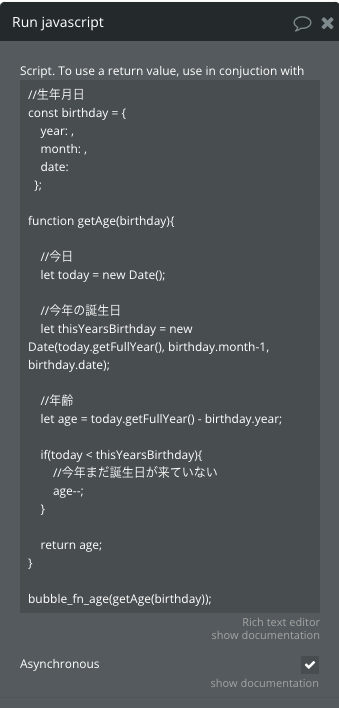 Run javascript
Script. To use a return value, use in conjuction with
//生年月日
const birthday = {
year: ,
month: ,
date:
};
function getAge(birthday){
//今日
let today = new Date();
//今年の誕生日
let thisYearsBirthday = new
Date(today.getFullYear(), birthday.month-1,
birthday.date);
//年齢
let age = today.getFullYear() - birthday.year;
if(today < thisYearsBirthday){
//今年まだ誕生日が来ていない
age--;
}
return age;
}
bubble_fn_age(getAge(birthday));
Rich text editor
show documentation
Asynchronous
show documentation